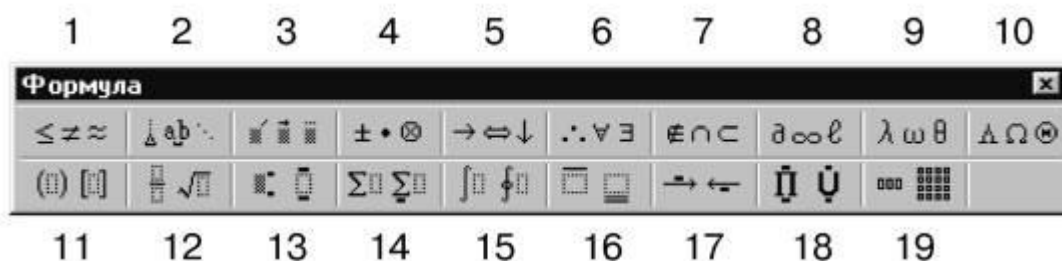 1 2 3 4 5 6 7 8 9 10
Формула
≤ ≠ ≈ a b ⋱ ± • ⊗ → ⇔ ↓ ∴ ∀ ∃ ∉ ∩ ⊂ ∂ ∞ ℓ λ ω θ Λ Ω Θ
(▯) [▯] √▯ Σ▯ Σ▯ ∫▯ ∮▯ → ← Π Ụ
11 12 13 14 15 16 17 18 19